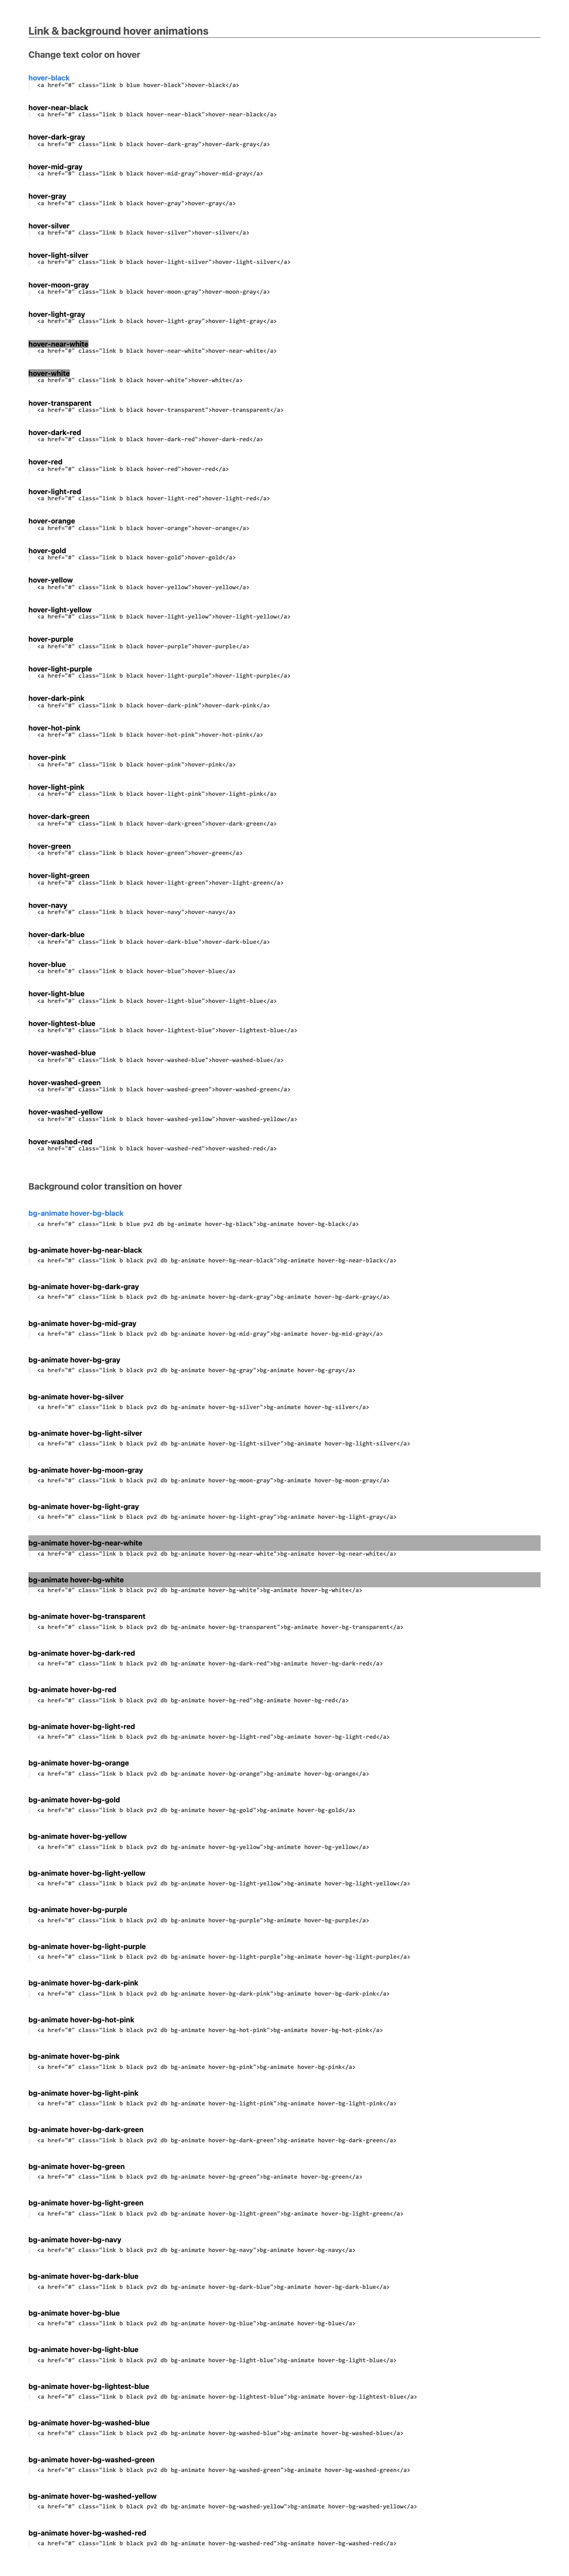 Link & background hover animations
Change text color on hover
hover-black
<a href="#" class="link b blue hover-black">hover-black</a>
hover-near-black
<a href="#" class="link b black hover-near-black">hover-near-black</a>
hover-dark-gray
<a href="#" class="link b black hover-dark-gray">hover-dark-gray</a>
hover-mid-gray
<a href="#" class="link b black hover-mid-gray">hover-mid-gray</a>
hover-gray
<a href="#" class="link b black hover-gray">hover-gray</a>
hover-silver
<a href="#" class="link b black hover-silver">hover-silver</a>
hover-light-silver
<a href="#" class="link b black hover-light-silver">hover-light-silver</a>
hover-moon-gray
<a href="#" class="link b black hover-moon-gray">hover-moon-gray</a>
hover-light-gray
<a href="#" class="link b black hover-light-gray">hover-light-gray</a>
hover-near-white
<a href="#" class="link b black hover-near-white">hover-near-white</a>
hover-white
<a href="#" class="link b black hover-white">hover-white</a>
hover-transparent
<a href="#" class="link b black hover-transparent">hover-transparent</a>
hover-dark-red
<a href="#" class="link b black hover-dark-red">hover-dark-red</a>
hover-red
<a href="#" class="link b black hover-red">hover-red</a>
hover-light-red
<a href="#" class="link b black hover-light-red">hover-light-red</a>
hover-orange
<a href="#" class="link b black hover-orange">hover-orange</a>
hover-gold
<a href="#" class="link b black hover-gold">hover-gold</a>
hover-yellow
<a href="#" class="link b black hover-yellow">hover-yellow</a>
hover-light-yellow
<a href="#" class="link b black hover-light-yellow">hover-light-yellow</a>
hover-purple
<a href="#" class="link b black hover-purple">hover-purple</a>
hover-light-purple
<a href="#" class="link b black hover-light-purple">hover-light-purple</a>
hover-dark-pink
<a href="#" class="link b black hover-dark-pink">hover-dark-pink</a>
hover-hot-pink
<a href="#" class="link b black hover-hot-pink">hover-hot-pink</a>
hover-pink
<a href="#" class="link b black hover-pink">hover-pink</a>
hover-light-pink
<a href="#" class="link b black hover-light-pink">hover-light-pink</a>
hover-dark-green
<a href="#" class="link b black hover-dark-green">hover-dark-green</a>
hover-green
<a href="#" class="link b black hover-green">hover-green</a>
hover-light-green
<a href="#" class="link b black hover-light-green">hover-light-green</a>
hover-navy
<a href="#" class="link b black hover-navy">hover-navy</a>
hover-dark-blue
<a href="#" class="link b black hover-dark-blue">hover-dark-blue</a>
hover-blue
<a href="#" class="link b black hover-blue">hover-blue</a>
hover-light-blue
<a href="#" class="link b black hover-light-blue">hover-light-blue</a>
hover-lightest-blue
<a href="#" class="link b black hover-lightest-blue">hover-lightest-blue</a>
hover-washed-blue
<a href="#" class="link b black hover-washed-blue">hover-washed-blue</a>
hover-washed-green
<a href="#" class="link b black hover-washed-green">hover-washed-green</a>
hover-washed-yellow
<a href="#" class="link b black hover-washed-yellow">hover-washed-yellow</a>
hover-washed-red
<a href="#" class="link b black hover-washed-red">hover-washed-red</a>
Background color transition on hover
bg-animate hover-bg-black
<a href="#" class="link b blue pv2 db bg-animate hover-bg-black">bg-animate hover-bg-black</a>
bg-animate hover-bg-near-black
<a href="#" class="link b black pv2 db bg-animate hover-bg-near-black">bg-animate hover-bg-near-black</a>
bg-animate hover-bg-dark-gray
<a href="#" class="link b black pv2 db bg-animate hover-bg-dark-gray">bg-animate hover-bg-dark-gray</a>
bg-animate hover-bg-mid-gray
<a href="#" class="link b black pv2 db bg-animate hover-bg-mid-gray">bg-animate hover-bg-mid-gray</a>
bg-animate hover-bg-gray
<a href="#" class="link b black pv2 db bg-animate hover-bg-gray">bg-animate hover-bg-gray</a>
bg-animate hover-bg-silver
<a href="#" class="link b black pv2 db bg-animate hover-bg-silver">bg-animate hover-bg-silver</a>
bg-animate hover-bg-light-silver
<a href="#" class="link b black pv2 db bg-animate hover-bg-light-silver">bg-animate hover-bg-light-silver</a>
bg-animate hover-bg-moon-gray
<a href="#" class="link b black pv2 db bg-animate hover-bg-moon-gray">bg-animate hover-bg-moon-gray</a>
bg-animate hover-bg-light-gray
<a href="#" class="link b black pv2 db bg-animate hover-bg-light-gray">bg-animate hover-bg-light-gray</a>
bg-animate hover-bg-near-white
<a href="#" class="link b black pv2 db bg-animate hover-bg-near-white">bg-animate hover-bg-near-white</a>
bg-animate hover-bg-white
<a href="#" class="link b black pv2 db bg-animate hover-bg-white">bg-animate hover-bg-white</a>
bg-animate hover-bg-transparent
<a href="#" class="link b black pv2 db bg-animate hover-bg-transparent">bg-animate hover-bg-transparent</a>
bg-animate hover-bg-dark-red
<a href="#" class="link b black pv2 db bg-animate hover-bg-dark-red">bg-animate hover-bg-dark-red</a>
bg-animate hover-bg-red
<a href="#" class="link b black pv2 db bg-animate hover-bg-red">bg-animate hover-bg-red</a>
bg-animate hover-bg-light-red
<a href="#" class="link b black pv2 db bg-animate hover-bg-light-red">bg-animate hover-bg-light-red</a>
bg-animate hover-bg-orange
<a href="#" class="link b black pv2 db bg-animate hover-bg-orange">bg-animate hover-bg-orange</a>
bg-animate hover-bg-gold
<a href="#" class="link b black pv2 db bg-animate hover-bg-gold">bg-animate hover-bg-gold</a>
bg-animate hover-bg-yellow
<a href="#" class="link b black pv2 db bg-animate hover-bg-yellow">bg-animate hover-bg-yellow</a>
bg-animate hover-bg-light-yellow
<a href="#" class="link b black pv2 db bg-animate hover-bg-light-yellow">bg-animate hover-bg-light-yellow</a>
bg-animate hover-bg-purple
<a href="#" class="link b black pv2 db bg-animate hover-bg-purple">bg-animate hover-bg-purple</a>
bg-animate hover-bg-light-purple
<a href="#" class="link b black pv2 db bg-animate hover-bg-light-purple">bg-animate hover-bg-light-purple</a>
bg-animate hover-bg-dark-pink
<a href="#" class="link b black pv2 db bg-animate hover-bg-dark-pink">bg-animate hover-bg-dark-pink</a>
bg-animate hover-bg-hot-pink
<a href="#" class="link b black pv2 db bg-animate hover-bg-hot-pink">bg-animate hover-bg-hot-pink</a>
bg-animate hover-bg-pink
<a href="#" class="link b black pv2 db bg-animate hover-bg-pink">bg-animate hover-bg-pink</a>
bg-animate hover-bg-light-pink
<a href="#" class="link b black pv2 db bg-animate hover-bg-light-pink">bg-animate hover-bg-light-pink</a>
bg-animate hover-bg-dark-green
<a href="#" class="link b black pv2 db bg-animate hover-bg-dark-green">bg-animate hover-bg-dark-green</a>
bg-animate hover-bg-green
<a href="#" class="link b black pv2 db bg-animate hover-bg-green">bg-animate hover-bg-green</a>
bg-animate hover-bg-light-green
<a href="#" class="link b black pv2 db bg-animate hover-bg-light-green">bg-animate hover-bg-light-green</a>
bg-animate hover-bg-navy
<a href="#" class="link b black pv2 db bg-animate hover-bg-navy">bg-animate hover-bg-navy</a>
bg-animate hover-bg-dark-blue
<a href="#" class="link b black pv2 db bg-animate hover-bg-dark-blue">bg-animate hover-bg-dark-blue</a>
bg-animate hover-bg-blue
<a href="#" class="link b black pv2 db bg-animate hover-bg-blue">bg-animate hover-bg-blue</a>
bg-animate hover-bg-light-blue
<a href="#" class="link b black pv2 db bg-animate hover-bg-light-blue">bg-animate hover-bg-light-blue</a>
bg-animate hover-bg-lightest-blue
<a href="#" class="link b black pv2 db bg-animate hover-bg-lightest-blue">bg-animate hover-bg-lightest-blue</a>
bg-animate hover-bg-washed-blue
<a href="#" class="link b black pv2 db bg-animate hover-bg-washed-blue">bg-animate hover-bg-washed-blue</a>
bg-animate hover-bg-washed-green
<a href="#" class="link b black pv2 db bg-animate hover-bg-washed-green">bg-animate hover-bg-washed-green</a>
bg-animate hover-bg-washed-yellow
<a href="#" class="link b black pv2 db bg-animate hover-bg-washed-yellow">bg-animate hover-bg-washed-yellow</a>
bg-animate hover-bg-washed-red
<a href="#" class="link b black pv2 db bg-animate hover-bg-washed-red">bg-animate hover-bg-washed-red</a>